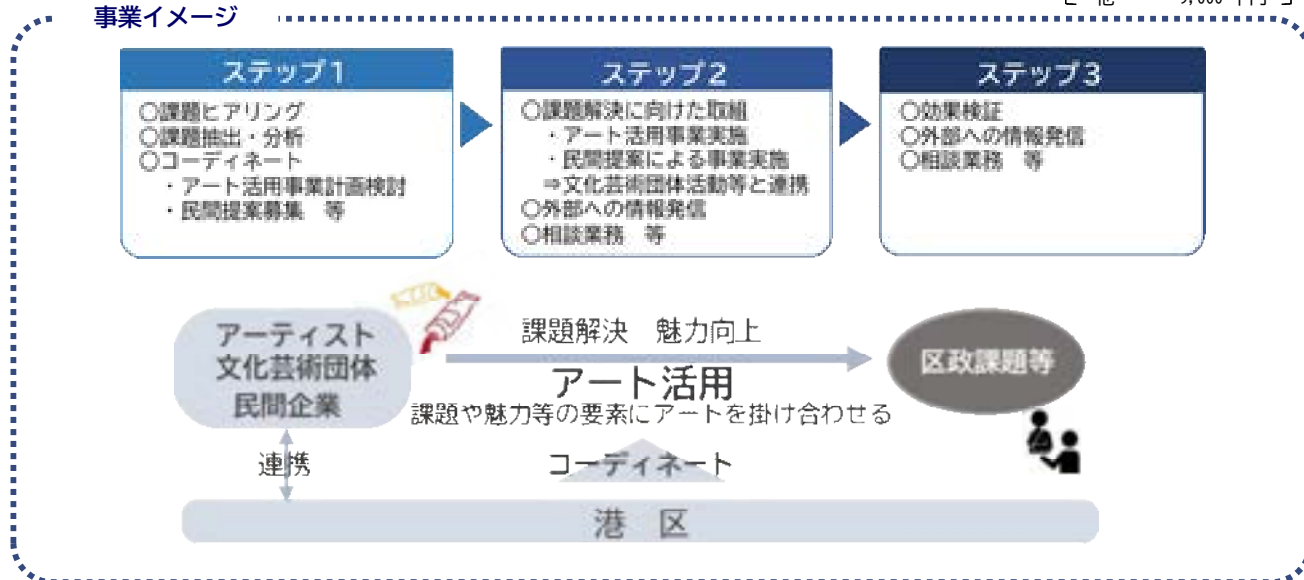 事業イメージ
ステップ1
○課題ヒアリング
○課題抽出・分析
○コーディネート
・アート活用事業計画検討
・民間提案募集 等
ステップ2
○課題解決に向けた取組
・アート活用事業実施
・民間提案による事業実施
⇒文化芸術団体活動等と連携
○外部への情報発信
○相談業務 等
ステップ3
○効果検証
○外部への情報発信
○相談業務 等
アーティスト
文化芸術団体
民間企業
課題解決 魅力向上
アート活用
課題や魅力等の要素にアートを掛け合わせる
区政課題等
連携
コーディネート
港 区